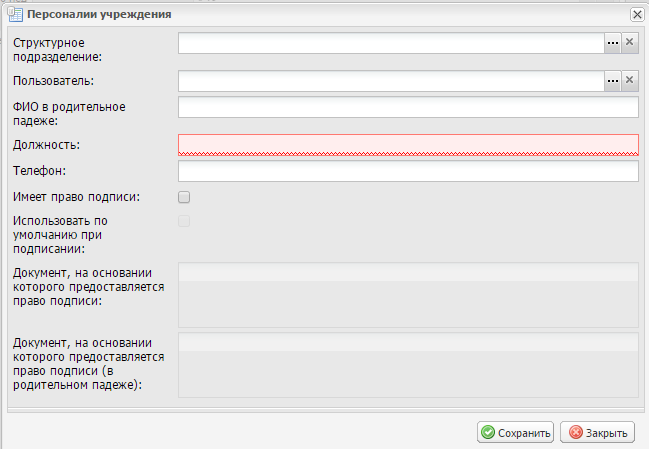 Персоналии учреждения
Структурное
подразделение:
Пользователь:
ФИО в родительное
падеже:
Должность:
Телефон:
Имеет право подписи:
Использовать по
умолчанию при
подписании:
Документ, на основании
которого предоставляется
право подписи:
Документ, на основании
которого предоставляется
право подписи (в
родительном падеже):
Сохранить Закрыть